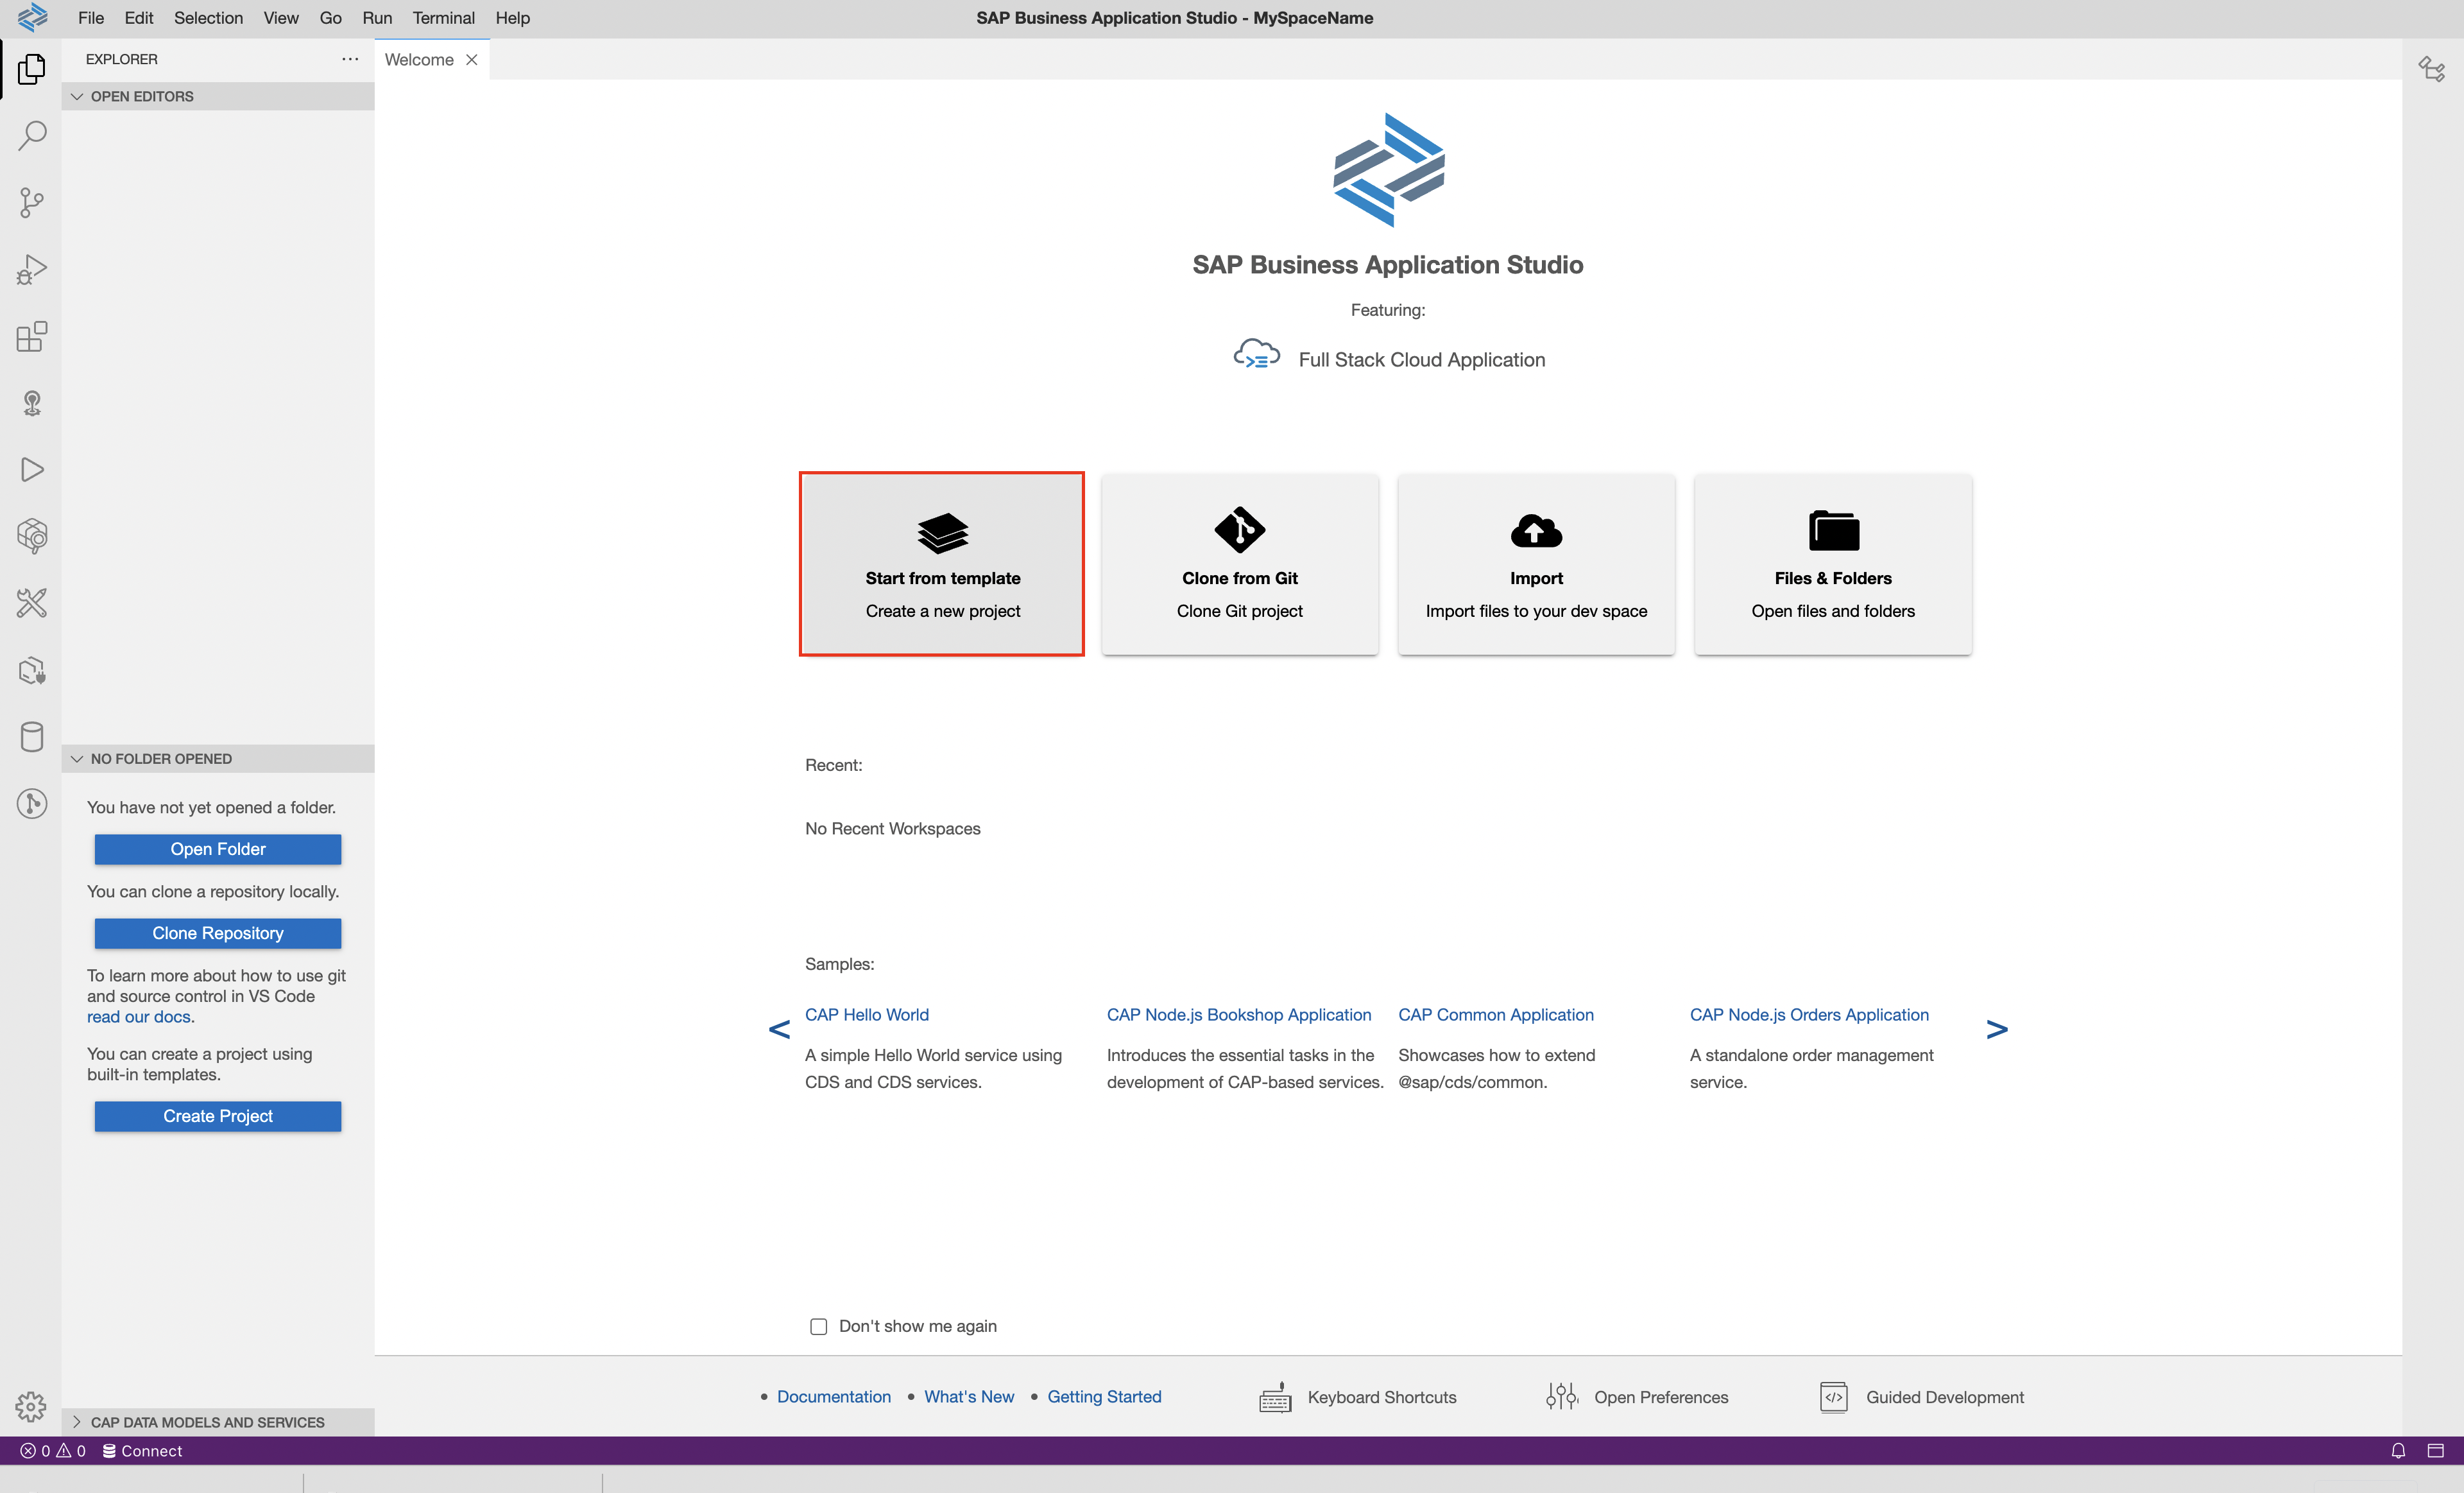 File Edit Selection View Go Run Terminal Help
SAP Business Application Studio - MySpaceName
EXPLORER
OPEN EDITORS
NO FOLDER OPENED
You have not yet opened a folder.
Open Folder
You can clone a repository locally.
Clone Repository
To learn more about how to use git
and source control in VS Code
read our docs.
You can create a project using
built-in templates.
Create Project
CAP DATA MODELS AND SERVICES
Welcome
SAP Business Application Studio
Featuring:
Full Stack Cloud Application
Start from template
Create a new project
Clone from Git
Clone Git project
Import
Import files to your dev space
Files & Folders
Open files and folders
Recent:
No Recent Workspaces
Samples:
CAP Hello World
A simple Hello World service using
CDS and CDS services.
CAP Node.js Bookshop Application
Introduces the essential tasks in the
development of CAP-based services.
CAP Common Application
Showcases how to extend
@sap/cds/common.
CAP Node.js Orders Application
A standalone order management
service.
Don't show me again
Documentation
What's New
Getting Started
Keyboard Shortcuts
Open Preferences
Guided Development
0 0 Connect